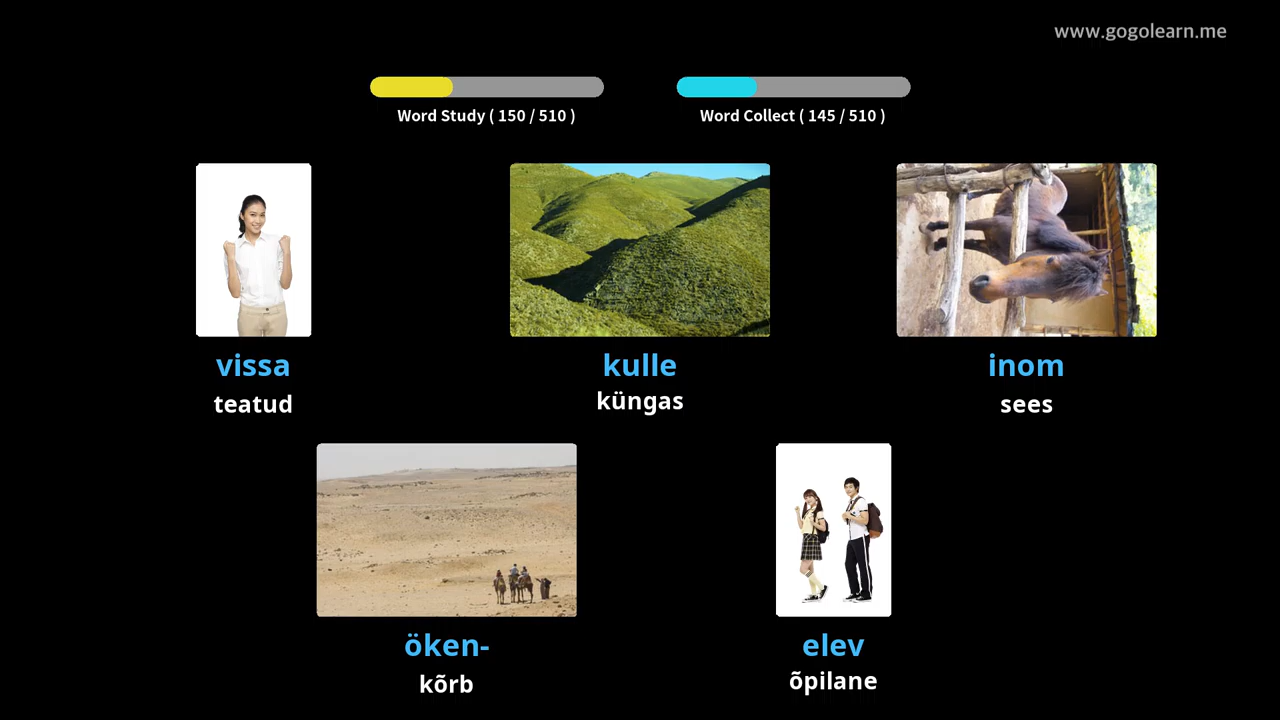 www.gogolearn.me
Word Study ( 150 / 510 )
Word Collect ( 145 / 510 )
vissa
teatud
kulle
küngas
inom
sees
öken-
kõrb
elev
õpilane